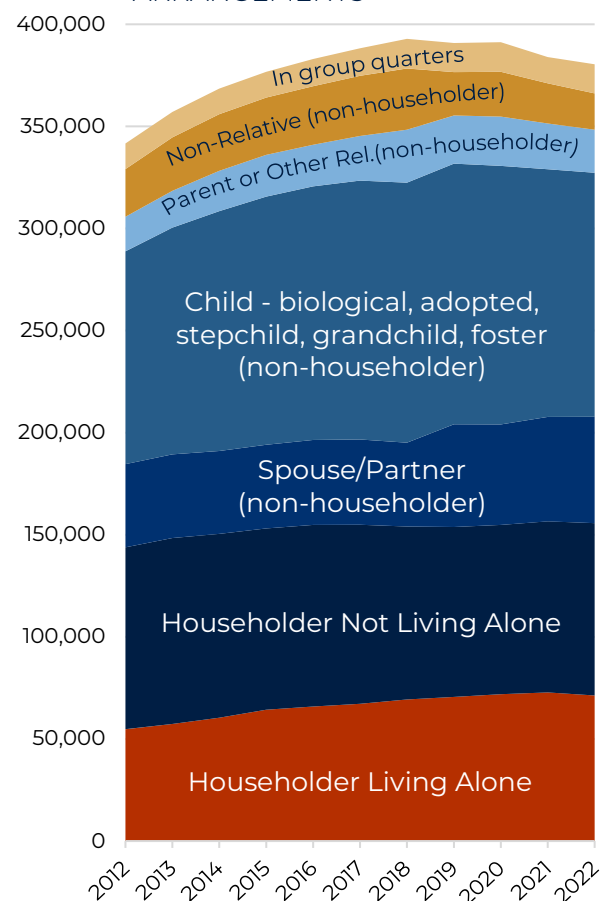 400,000
In group quarters
Non-Relative (non-householder)
350,000
Parent or Other Rel.(non-householder)
300,000
Child - biological, adopted,
stepchild, grandchild, foster
(non-householder)
250,000
200,000
Spouse/Partner
(non-householder)
150,000
Householder Not Living Alone
100,000
50,000
Householder Living Alone
0
2012 2013 2014 2015 2016 2017 2018 2019 2020 2021 2022